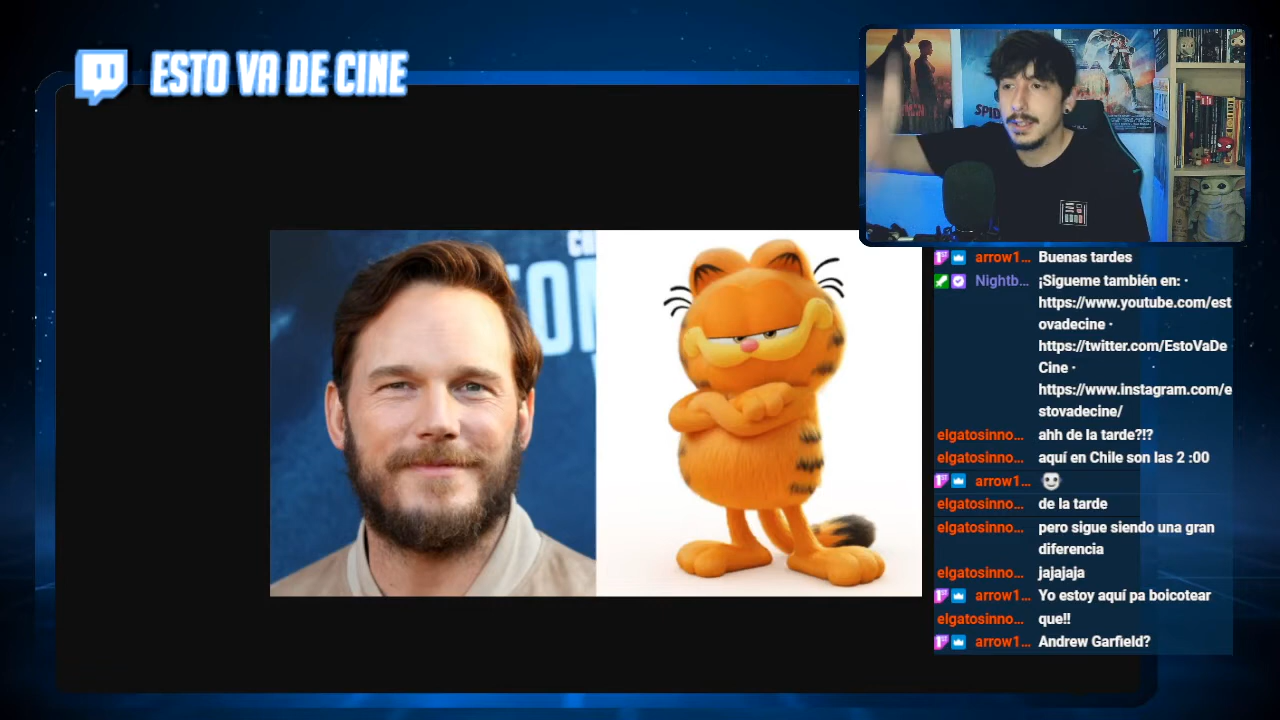 ESTO VA DE CINE
arrow1... Buenas tardes
Nightb... ¡Sigueme también en: ·
https://www.youtube.com/est
ovadecine ·
https://twitter.com/EstoVaDe
Cine ·
https://www.instagram.com/e
stovadecine/
elgatosinno... ahh de la tarde?!?
elgatosinno... aquí en Chile son las 2 :00
arrow1...
elgatosinno... de la tarde
elgatosinno... pero sigue siendo una gran
diferencia
elgatosinno... jajajaja
arrow1... Yo estoy aquí pa boicotear
elgatosinno... que!!
arrow1... Andrew Garfield?